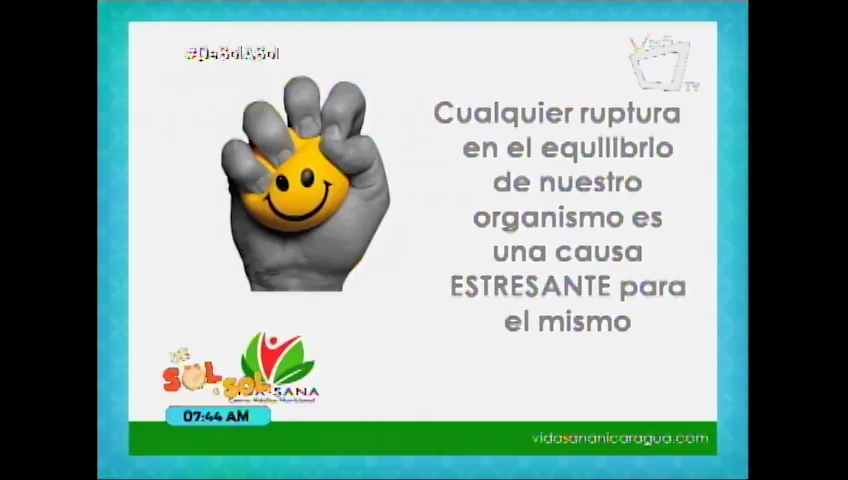 #DeSolASol
TV
Cualquier ruptura
en el equilibrio
de nuestro
organismo es
una causa
ESTRESANTE para
el mismo
DE
SOL
a SOL
SANA
07:44 AM
vidasananicaragua.com